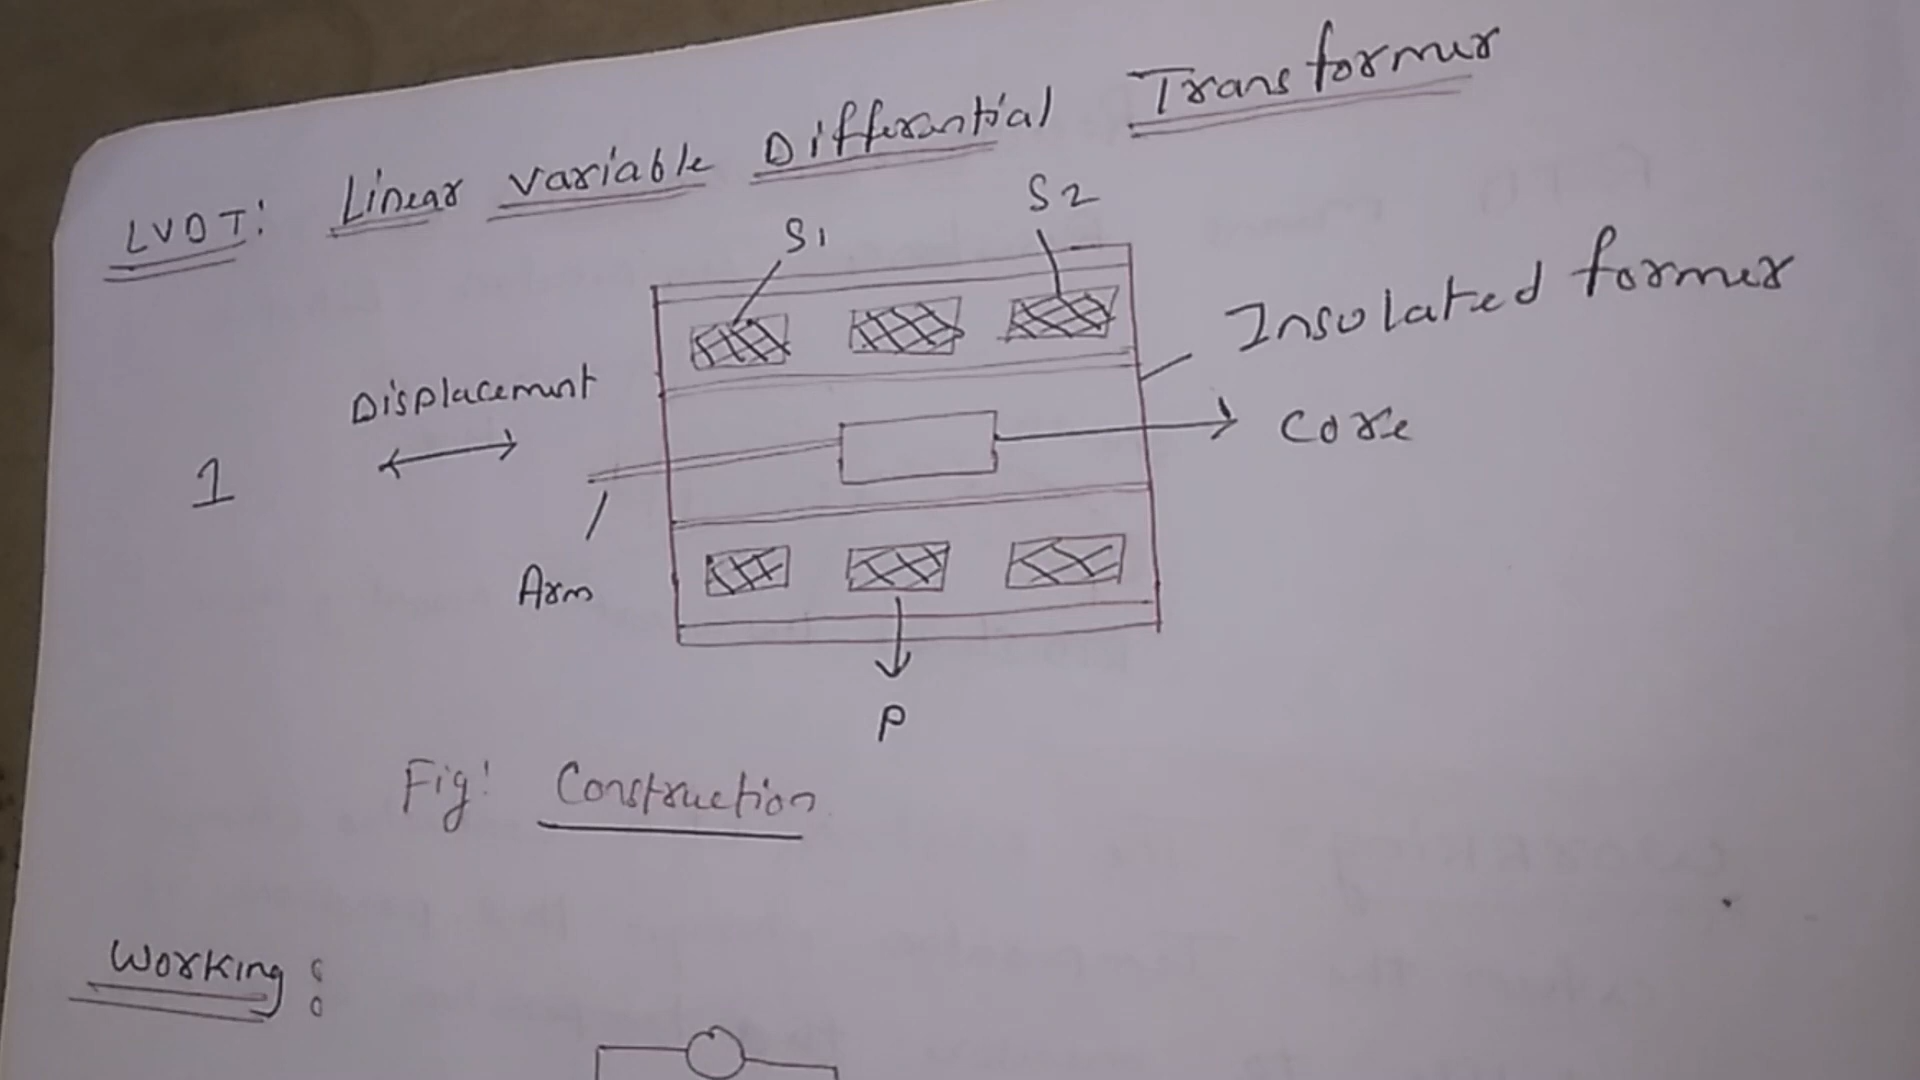 LVDT: Linear variable Differential Transformer
S1
S2
Insulated former
Displacement
Core
1
Arm
P
Fig: Construction
Working: